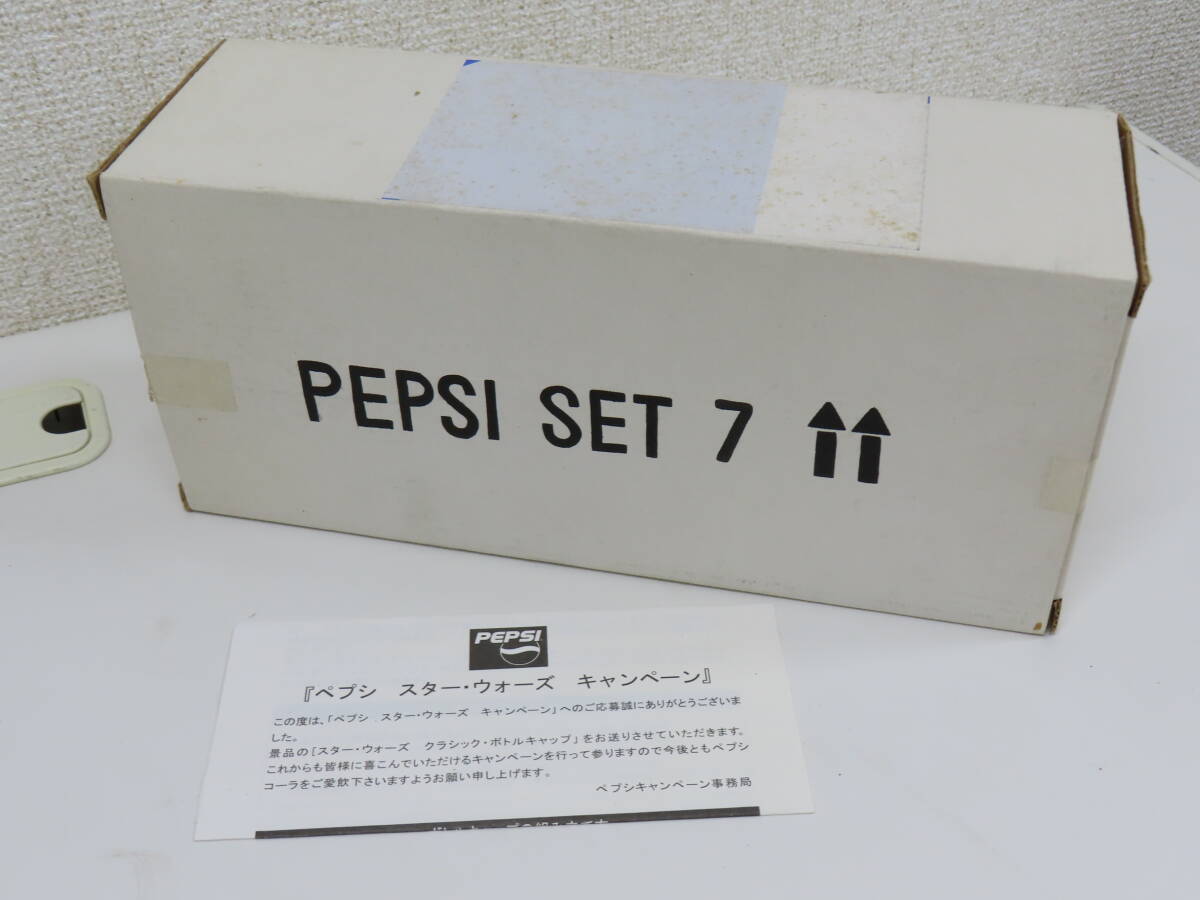 PEPSI SET 7
PEPSI
『ペプシ　スター・ウォーズ　キャンペーン』
この度は、「ペプシ　スター・ウォーズ　キャンペーン」へのご応募誠にありがとうございま
した。
景品の［スター・ウォーズ　クラシック・ボトルキャップ」をお送りさせていただきます。
これからも皆様に喜こんでいただけるキャンペーンを行って参りますので今後ともペプシ
コーラをご愛飲下さいますようお願い申し上げます。
ペプシキャンペーン事務局